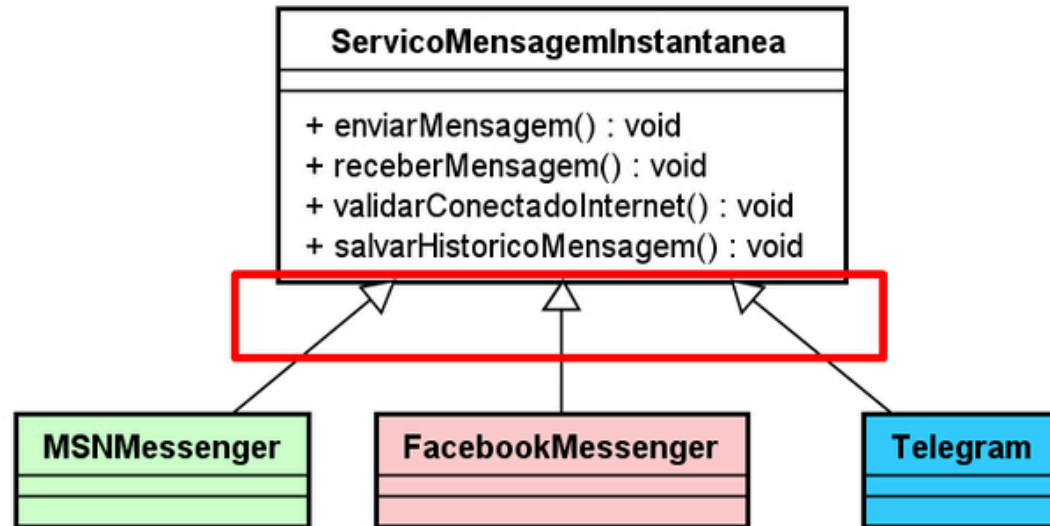 ServicoMensagemInstantanea
+ enviarMensagem() : void
+ receberMensagem() : void
+ validarConectadoInternet() : void
+ salvarHistoricoMensagem() : void
MSNMessenger
FacebookMessenger
Telegram